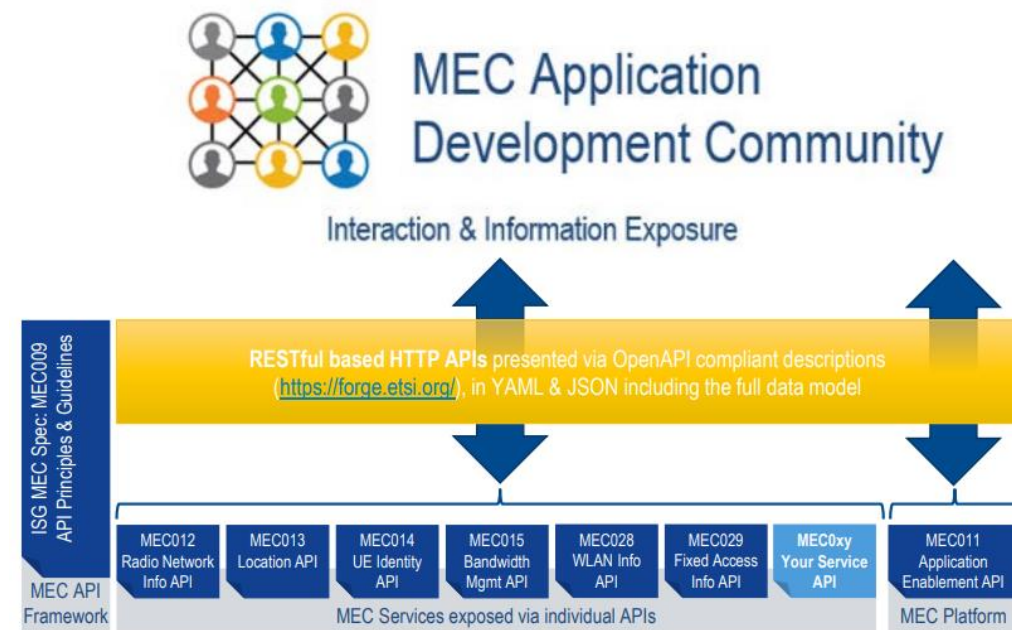 MEC Application
Development Community
Interaction & Information Exposure
ISG MEC Spec: MEC009
API Principles & Guidelines
RESTful based HTTP APIs presented via OpenAPI compliant descriptions
(https://forge.etsi.org/), in YAML & JSON including the full data model
MEC012
Radio Network
Info API
MEC013
Location API
MEC014
UE Identity
API
MEC015
Bandwidth
Mgmt API
MEC028
WLAN Info
API
MEC029
Fixed Access
Info API
MEC0xy
Your Service
API
MEC011
Application
Enablement API
MEC API
Framework
MEC Services exposed via individual APIs
MEC Platform